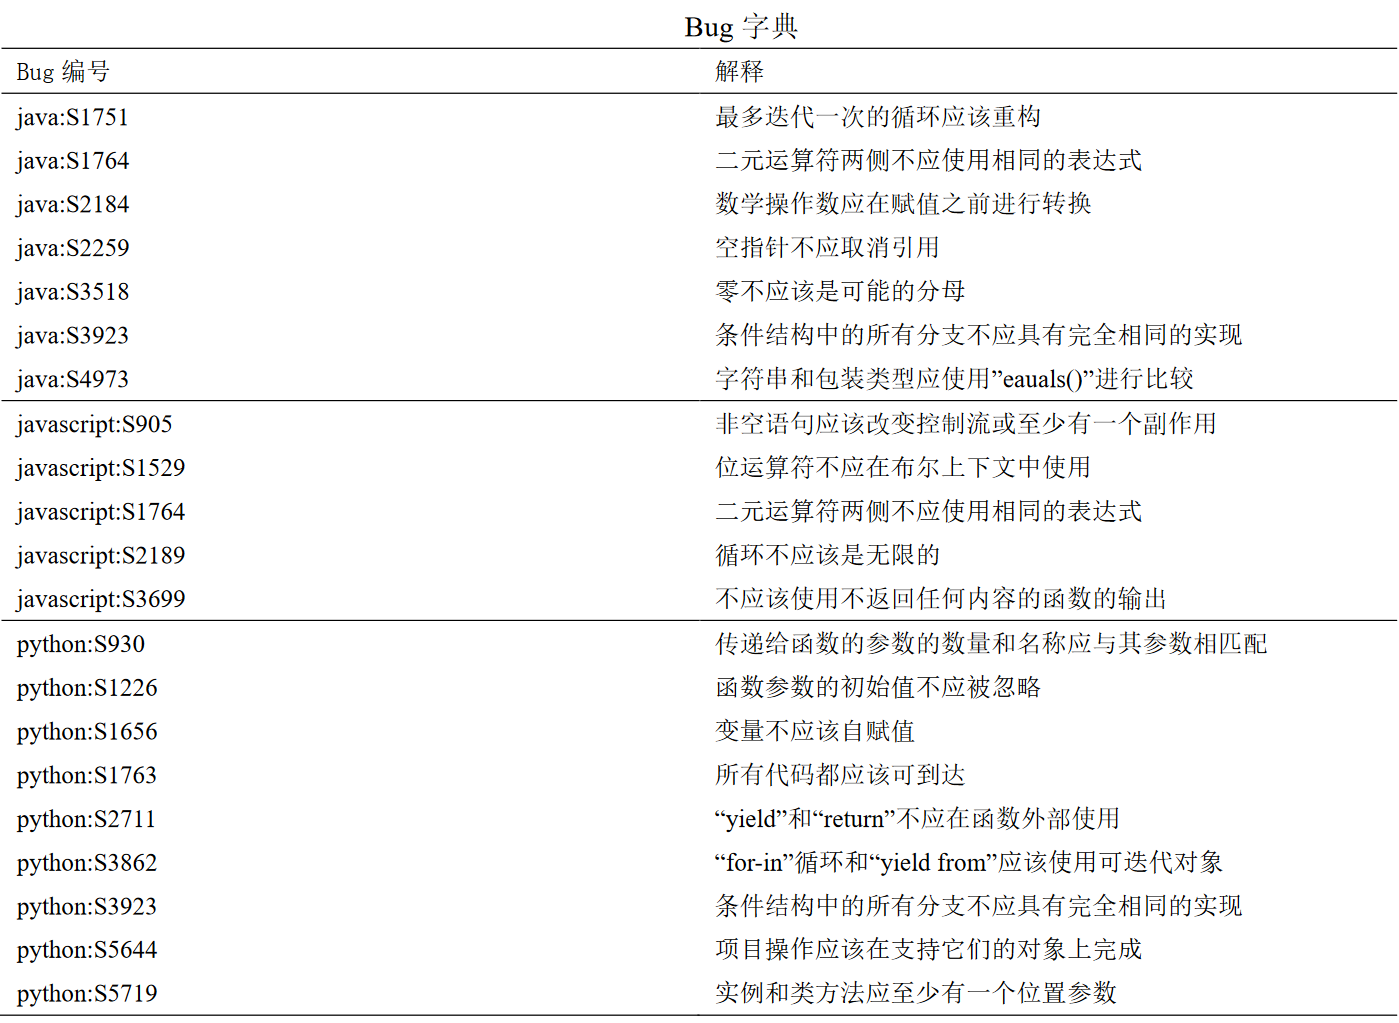 Bug 字典
Bug 编号 解释
java:S1751 最多迭代一次的循环应该重构
java:S1764 二元运算符两侧不应使用相同的表达式
java:S2184 数学操作数应在赋值之前进行转换
java:S2259 空指针不应取消引用
java:S3518 零不应该是可能的分母
java:S3923 条件结构中的所有分支不应具有完全相同的实现
java:S4973 字符串和包装类型应使用”eauals()”进行比较
javascript:S905 非空语句应该改变控制流或至少有一个副作用
javascript:S1529 位运算符不应在布尔上下文中使用
javascript:S1764 二元运算符两侧不应使用相同的表达式
javascript:S2189 循环不应该是无限的
javascript:S3699 不应该使用不返回任何内容的函数的输出
python:S930 传递给函数的参数的数量和名称应与其参数相匹配
python:S1226 函数参数的初始值不应被忽略
python:S1656 变量不应该自赋值
python:S1763 所有代码都应该可到达
python:S2711 “yield”和“return”不应在函数外部使用
python:S3862 “for-in”循环和“yield from”应该使用可迭代对象
python:S3923 条件结构中的所有分支不应具有完全相同的实现
python:S5644 项目操作应该在支持它们的对象上完成
python:S5719 实例和类方法应至少有一个位置参数